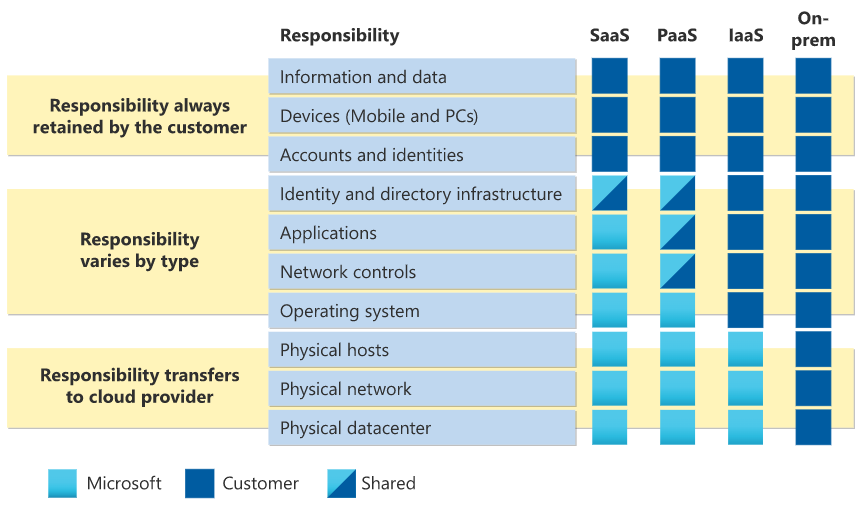 Responsibility
SaaS
PaaS
IaaS
On-
prem
Responsibility always
retained by the customer
Information and data
Devices (Mobile and PCs)
Accounts and identities
Responsibility
varies by type
Identity and directory infrastructure
Applications
Network controls
Operating system
Responsibility transfers
to cloud provider
Physical hosts
Physical network
Physical datacenter
Microsoft
Customer
Shared